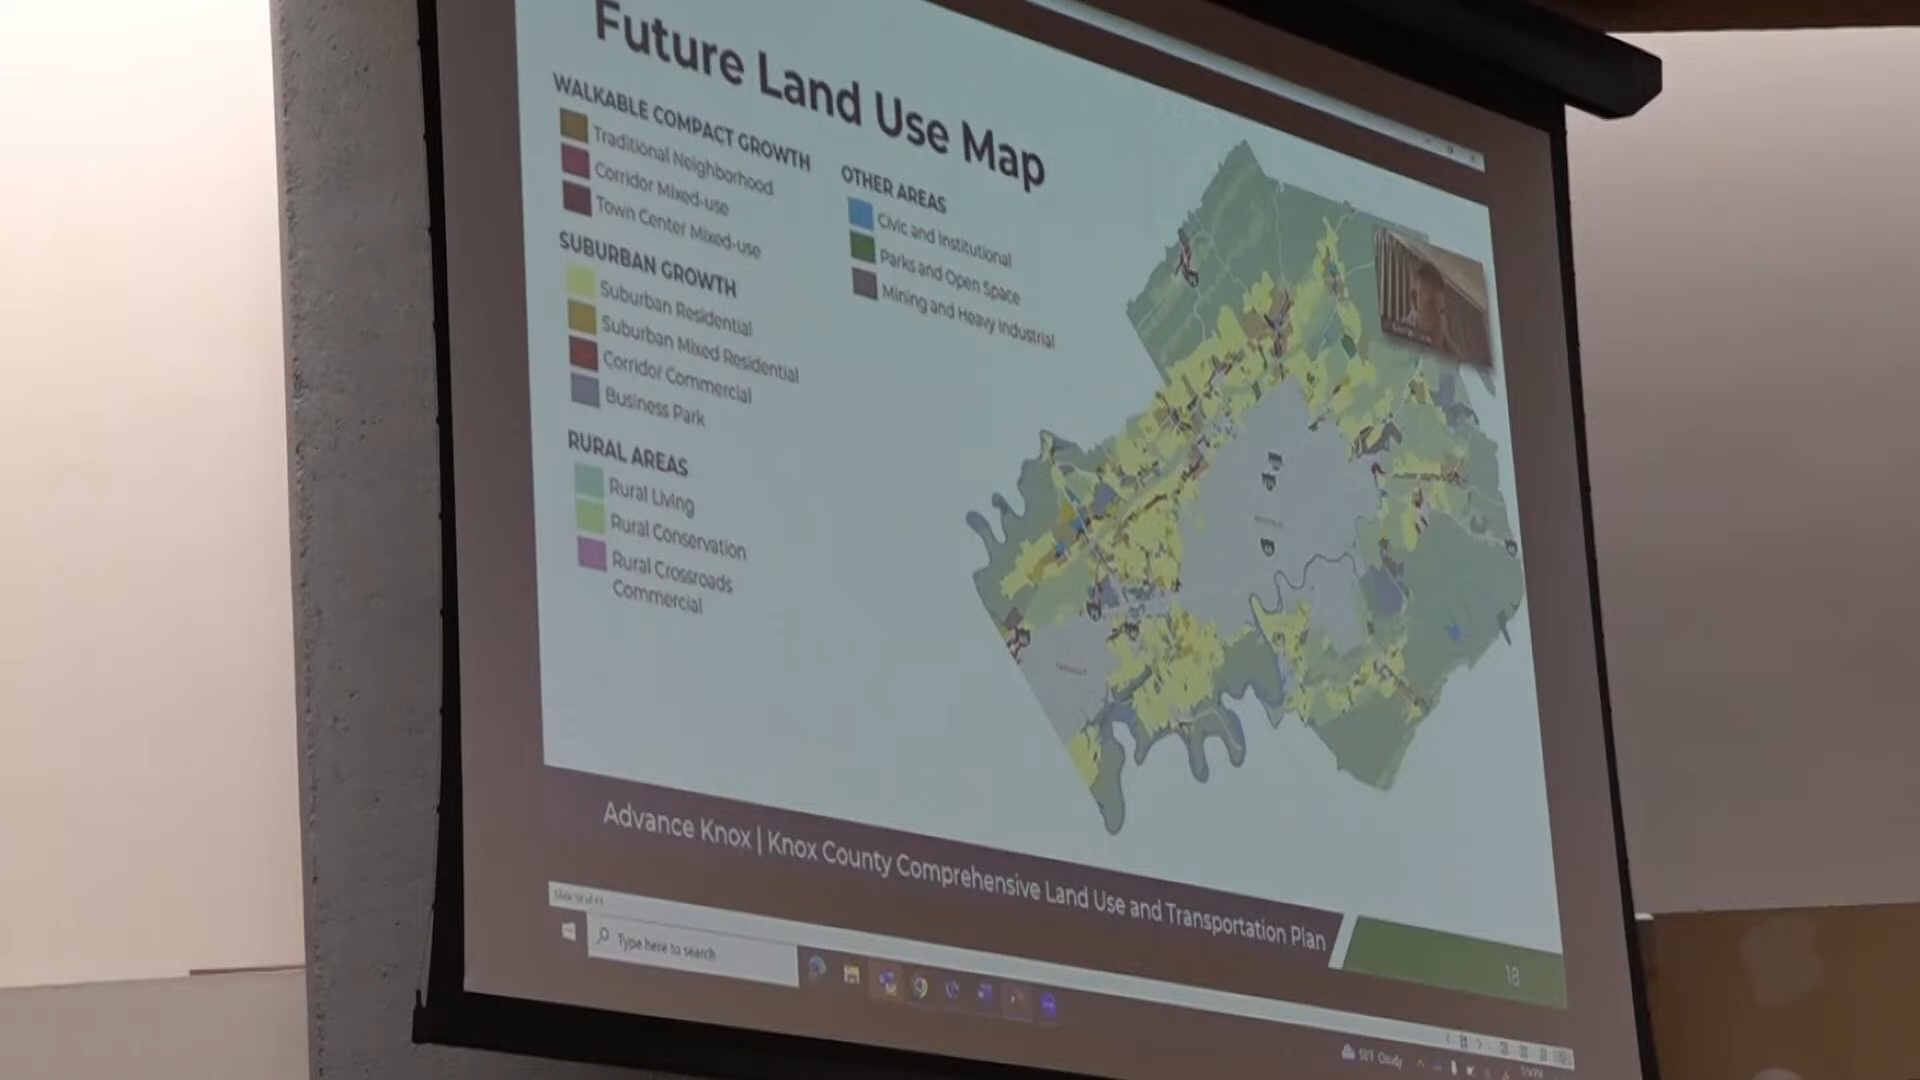 Future Land Use Map
WALKABLE COMPACT GROWTH
Traditional Neighborhood
Corridor Mixed-use
Town Center Mixed-use
SUBURBAN GROWTH
Suburban Residential
Suburban Mixed Residential
Corridor Commercial
Business Park
RURAL AREAS
Rural Living
Rural Conservation
Rural Crossroads
Commercial
OTHER AREAS
Civic and Institutional
Parks and Open Space
Mining and Heavy Industrial
Advance Knox | Knox County Comprehensive Land Use and Transportation Plan
18
Type here to search
Cloudy